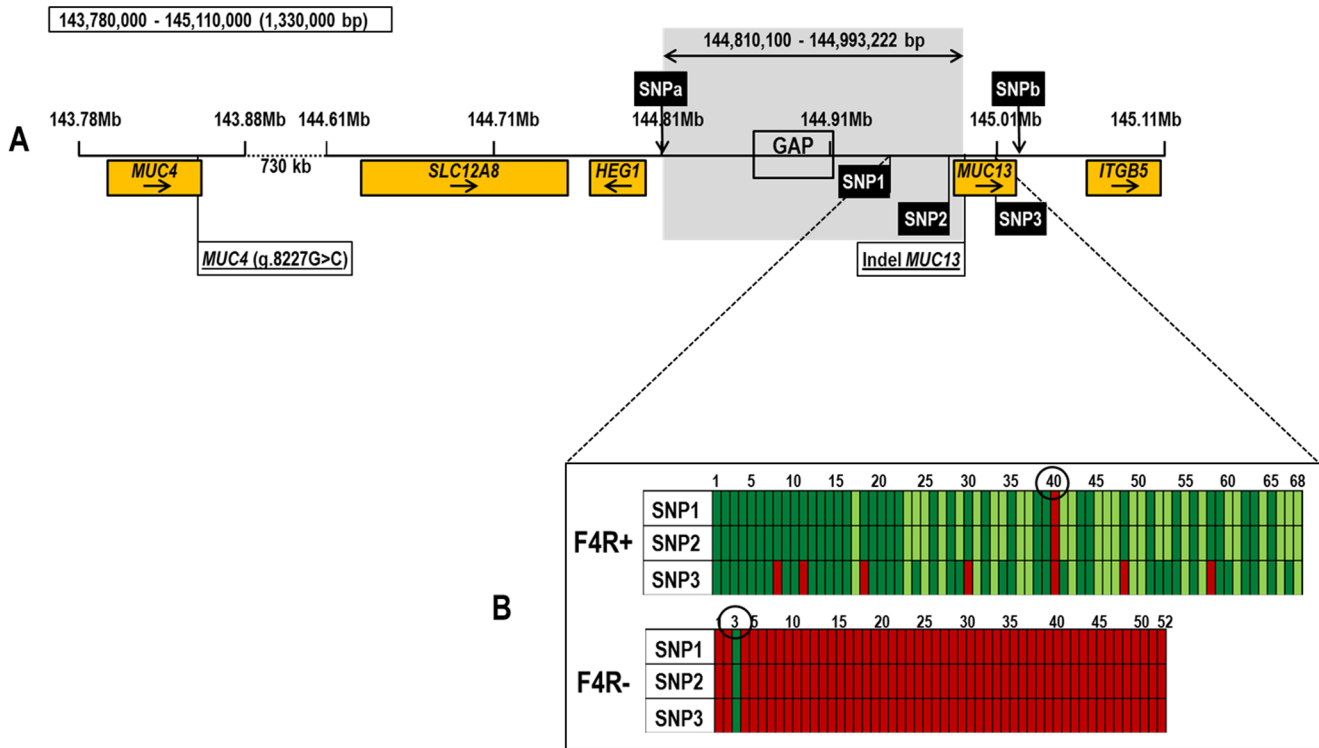 143,780,000 - 145,110,000 (1,330,000 bp)
144,810,100 - 144,993,222 bp
SNPa
SNPb
143.78Mb
143.88Mb
144.61Mb
144.71Mb
144.81Mb
144.91Mb
145.01Mb
145.11Mb
A
730 kb
GAP
MUC4
SLC12A8
HEG1
SNP1
MUC13
ITGB5
SNP2
SNP3
MUC4 (g.8227G>C)
Indel MUC13
B
1 5 10 15 20 25 30 35 40 45 50 55 60 65 68
F4R+
SNP1
SNP2
SNP3
1 3 5 10 15 20 25 30 35 40 45 50 52
F4R-
SNP1
SNP2
SNP3